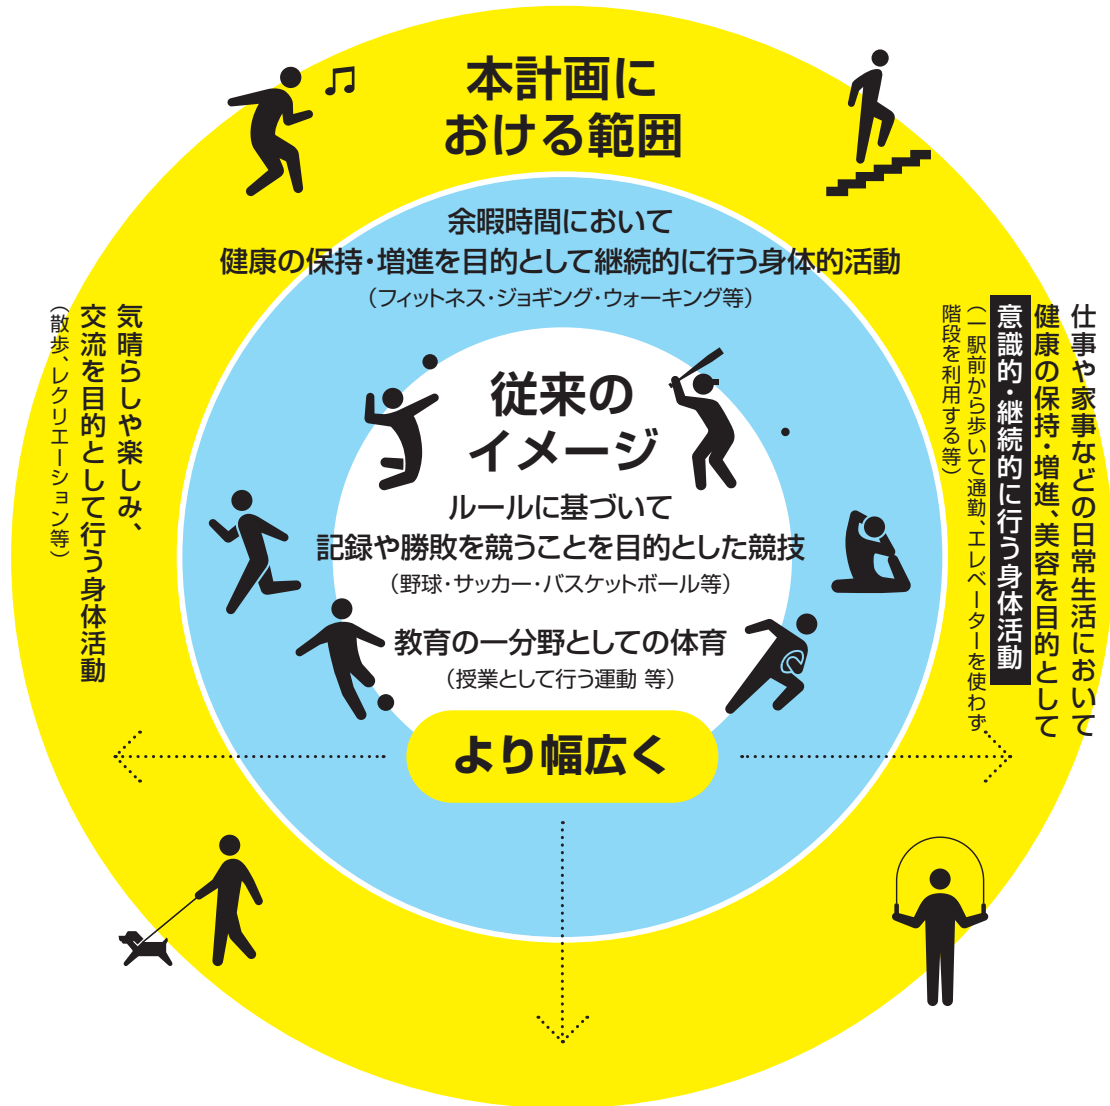 本計画に
おける範囲
余暇時間において
健康の保持・増進を目的として継続的に行う身体的活動
（フィットネス・ジョギング・ウォーキング等）
従来の
イメージ
ルールに基づいて
記録や勝敗を競うことを目的とした競技
（野球・サッカー・バスケットボール等）
教育の一分野としての体育
（授業として行う運動 等）
より幅広く
仕事や家事などの日常生活において
健康の保持・増進、美容を目的として
意識的・継続的に行う身体活動
（一駅前から歩いて通勤、エレベーターを使わず
階段を利用する等）
気晴らしや楽しみ、
交流を目的として行う身体活動
（散歩、レクリエーション等）